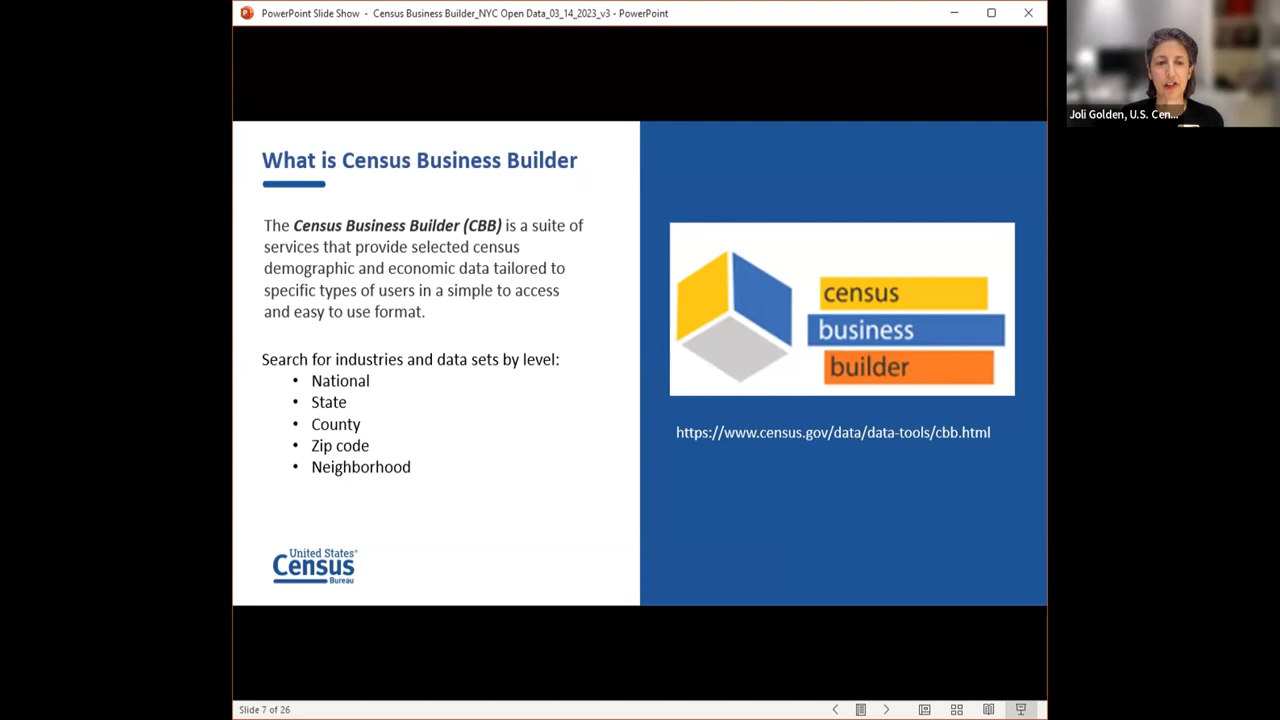 PowerPoint Slide Show - Census Business Builder_NYC Open Data_03_14_2023_v3 - PowerPoint
Joli Golden, U.S. Cen...
What is Census Business Builder
The Census Business Builder (CBB) is a suite of
services that provide selected census
demographic and economic data tailored to
specific types of users in a simple to access
and easy to use format.
Search for industries and data sets by level:
• National
• State
• County
• Zip code
• Neighborhood
United States®
Census
Bureau
census
business
builder
https://www.census.gov/data/data-tools/cbb.html
Slide 7 of 26